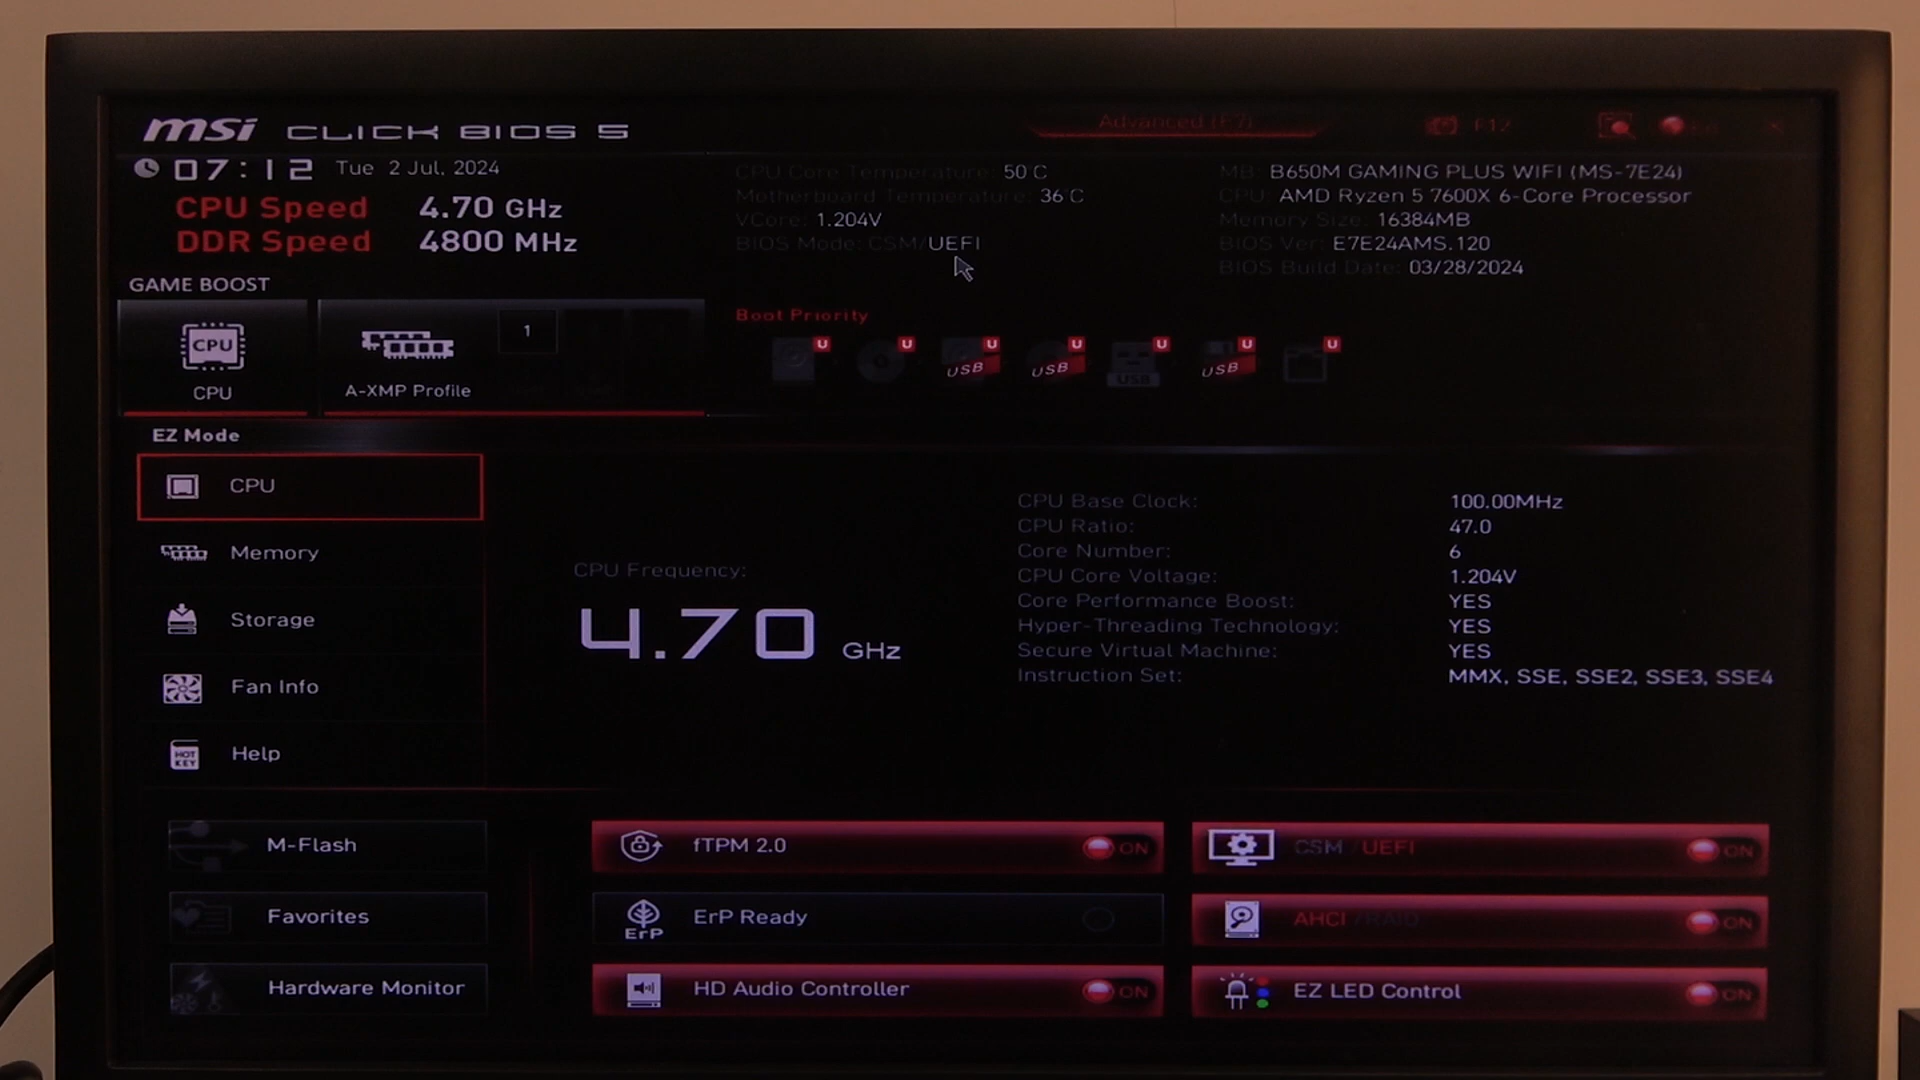 msi CLICK BIOS 5
Advanced (F7)
F12
07:12 Tue 2 Jul, 2024
CPU Speed 4.70 GHz
DDR Speed 4800 MHz
CPU Core Temperature: 50°C
Motherboard Temperature: 36°C
VCore: 1.204V
BIOS Mode: CSM/UEFI
MB: B650M GAMING PLUS WIFI (MS-7E24)
CPU: AMD Ryzen 5 7600X 6-Core Processor
Memory Size: 16384MB
BIOS Ver: E7E24AMS.120
BIOS Build Date: 03/28/2024
GAME BOOST
CPU
CPU
1
A-XMP Profile
Boot Priority
U U U U U U U
USB USB USB USB
EZ Mode
CPU
Memory
Storage
Fan Info
HOT KEY
Help
CPU Frequency:
4.70 GHz
CPU Base Clock: 100.00MHz
CPU Ratio: 47.0
Core Number: 6
CPU Core Voltage: 1.204V
Core Performance Boost: YES
Hyper-Threading Technology: YES
Secure Virtual Machine: YES
Instruction Set: MMX, SSE, SSE2, SSE3, SSE4
M-Flash
Favorites
Hardware Monitor
fTPM 2.0 ON
ErP
ErP Ready
HD Audio Controller ON
CSM /UEFI ON
AHCI /RAID ON
EZ LED Control ON